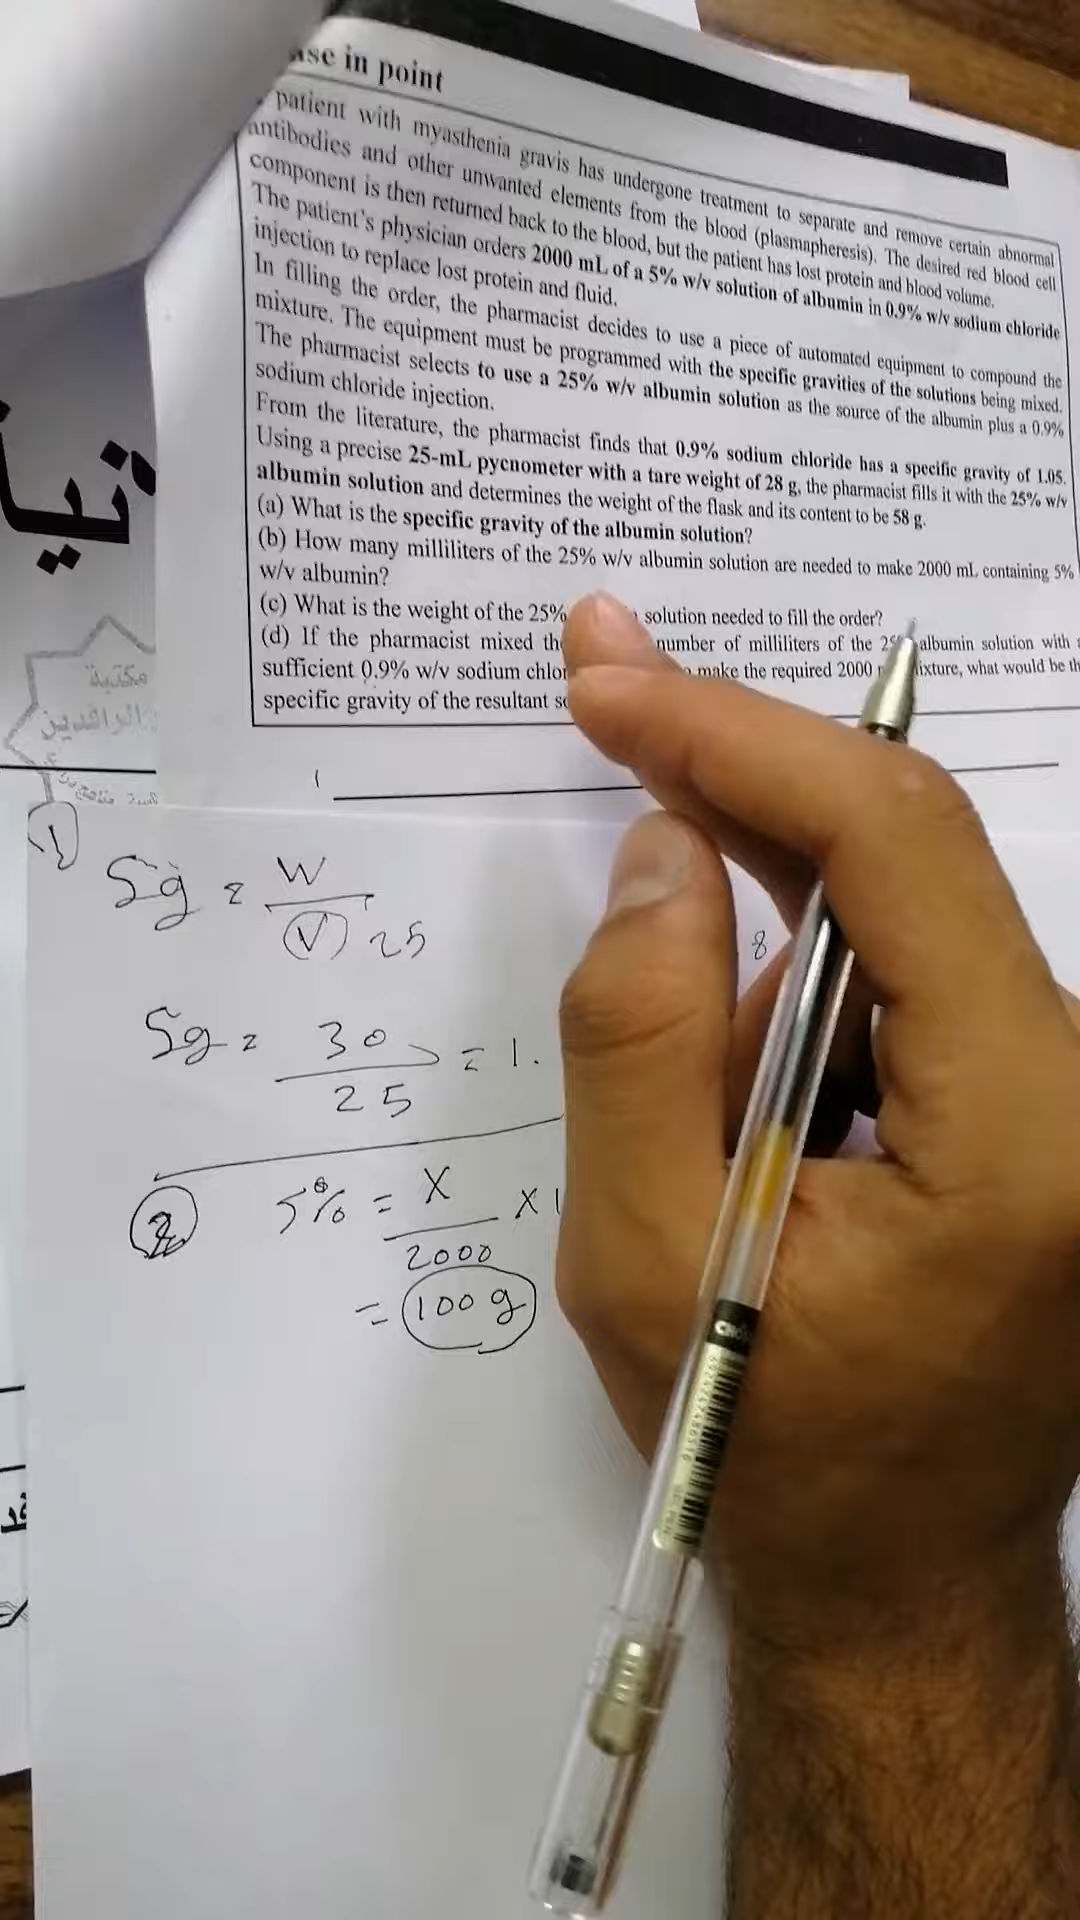 ase in point
patient with myasthenia gravis has undergone treatment to separate and remove certain abnormal
antibodies and other unwanted elements from the blood (plasmapheresis). The desired red blood cell
component is then returned back to the blood, but the patient has lost protein and blood volume.
The patient's physician orders 2000 mL of a 5% w/v solution of albumin in 0.9% w/v sodium chloride
injection to replace lost protein and fluid.
In filling the order, the pharmacist decides to use a piece of automated equipment to compound the
mixture. The equipment must be programmed with the specific gravities of the solutions being mixed.
The pharmacist selects to use a 25% w/v albumin solution as the source of the albumin plus a 0.9%
sodium chloride injection.
From the literature, the pharmacist finds that 0.9% sodium chloride has a specific gravity of 1.05.
Using a precise 25-mL pycnometer with a tare weight of 28 g, the pharmacist fills it with the 25% w/v
albumin solution and determines the weight of the flask and its content to be 58 g.
(a) What is the specific gravity of the albumin solution?
(b) How many milliliters of the 25% w/v albumin solution are needed to make 2000 mL containing 5%
w/v albumin?
(c) What is the weight of the 25% solution needed to fill the order?
(d) If the pharmacist mixed th number of milliliters of the 25 albumin solution with
sufficient 0.9% w/v sodium chlor make the required 2000 mixture, what would be th
specific gravity of the resultant s
مكتبة
الرافدين
1
Sg = W
V 25
8
Sg = 30
25 = 1.
2 5% = X
2000 X 1
= 100 g